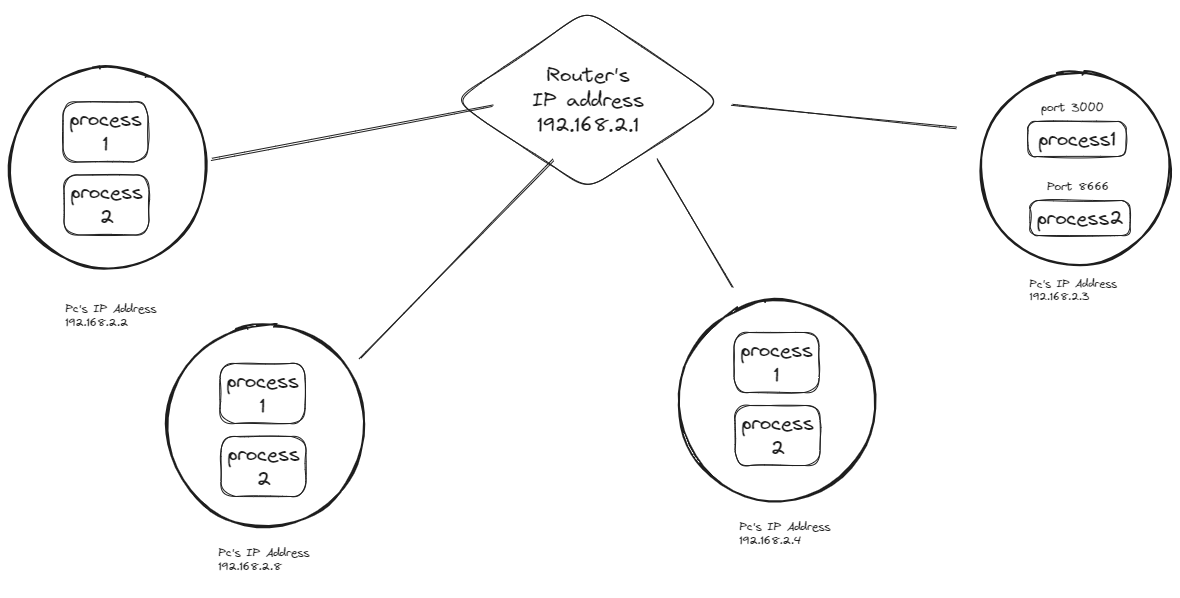 Router's
IP address
192.168.2.1
process
1
process
2
Pc's IP Address
192.168.2.2
process
1
process
2
Pc's IP Address
192.168.2.8
process
1
process
2
Pc's IP Address
192.168.2.4
port 3000
process1
Port 8666
process2
Pc's IP Address
192.168.2.3